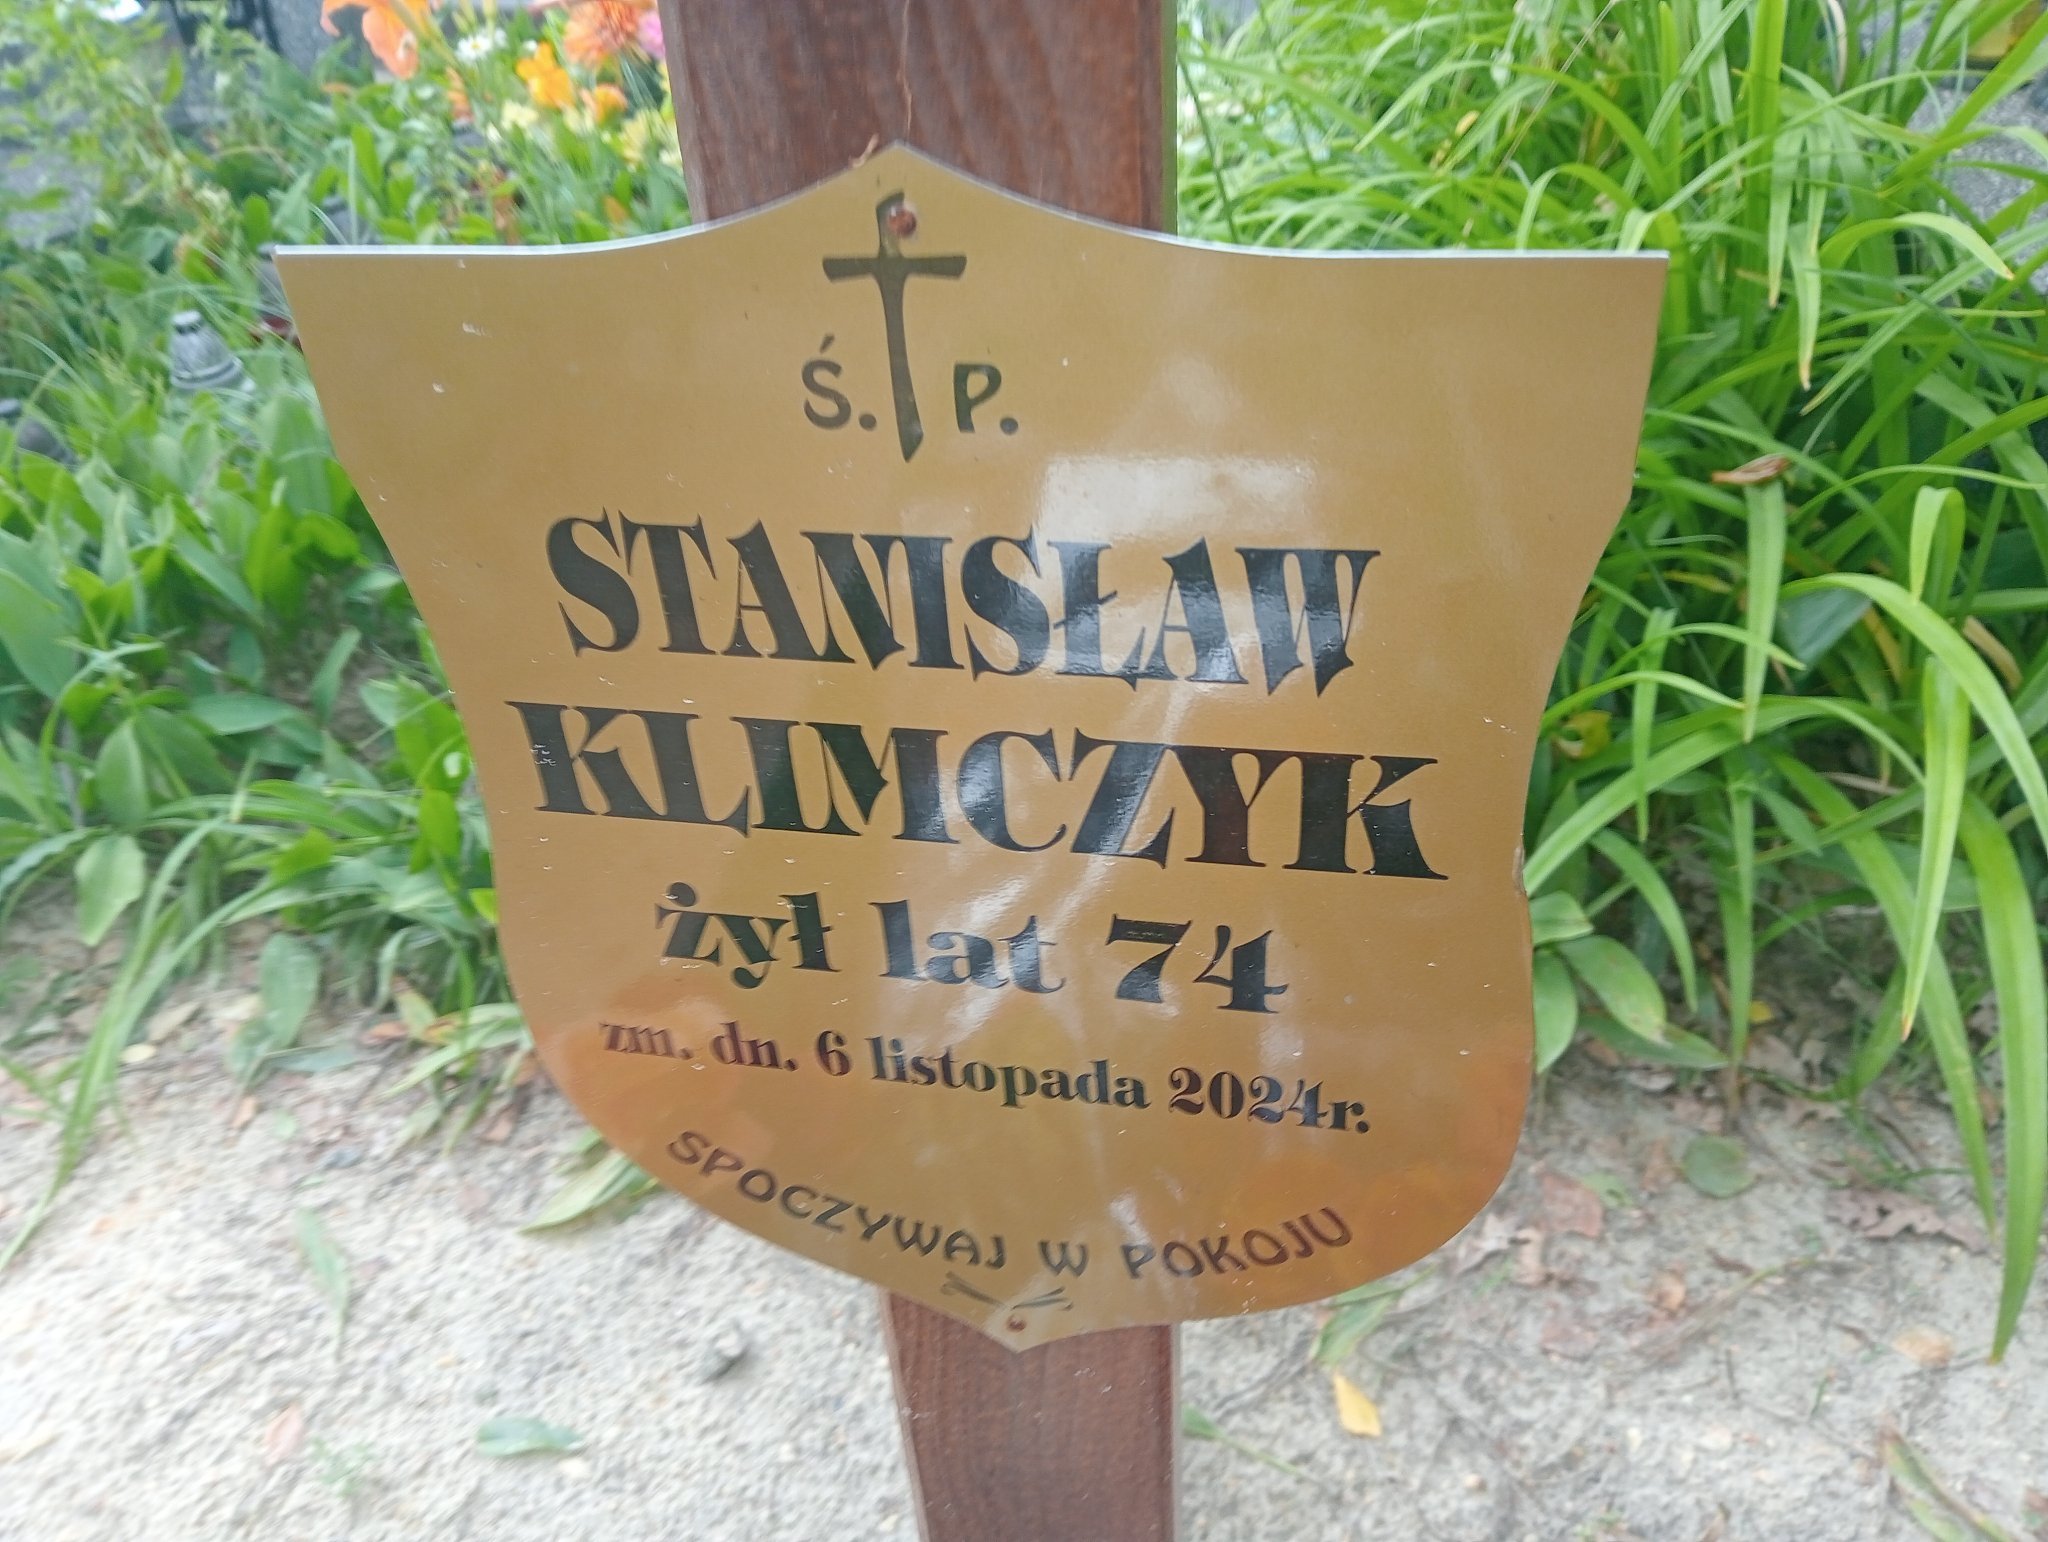 Ś. P.
STANISŁAW
KLIMCZYK
żył lat 74
zm. dn. 6 listopada 2024r.
SPOCZYWAJ W POKOJU